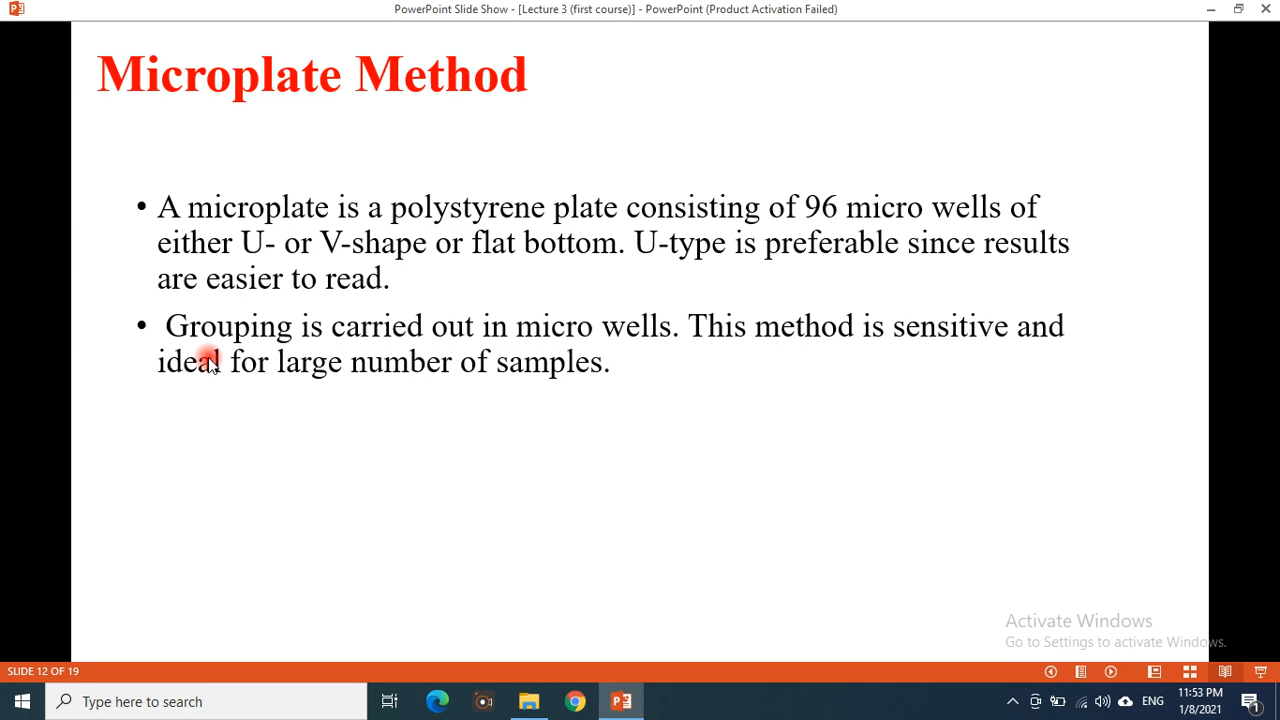 PowerPoint Slide Show - [Lecture 3 (first course)] - PowerPoint (Product Activation Failed)
Microplate Method
• A microplate is a polystyrene plate consisting of 96 micro wells of
either U- or V-shape or flat bottom. U-type is preferable since results
are easier to read.
• Grouping is carried out in micro wells. This method is sensitive and
ideal for large number of samples.
Activate Windows
Go to Settings to activate Windows.
SLIDE 12 OF 19
Type here to search
ENG
11:53 PM
1/8/2021
1